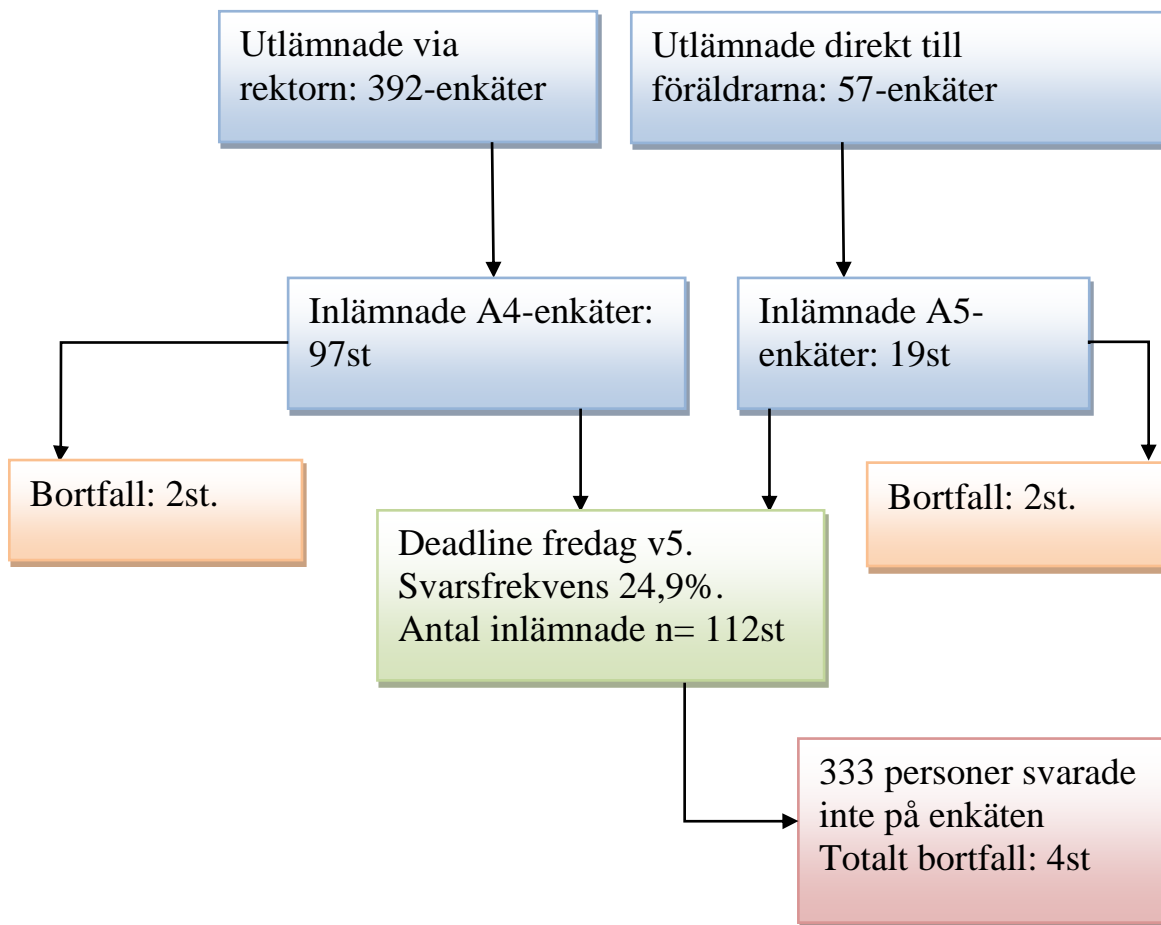 Utlämnade via
rektorn: 392-enkäter
Utlämnade direkt till
föräldrarna: 57-enkäter
Inlämnade A4-enkäter:
97st
Inlämnade A5-
enkäter: 19st
Bortfall: 2st.
Bortfall: 2st.
Deadline fredag v5.
Svarsfrekvens 24,9%.
Antal inlämnade n= 112st
333 personer svarade
inte på enkäten
Totalt bortfall: 4st